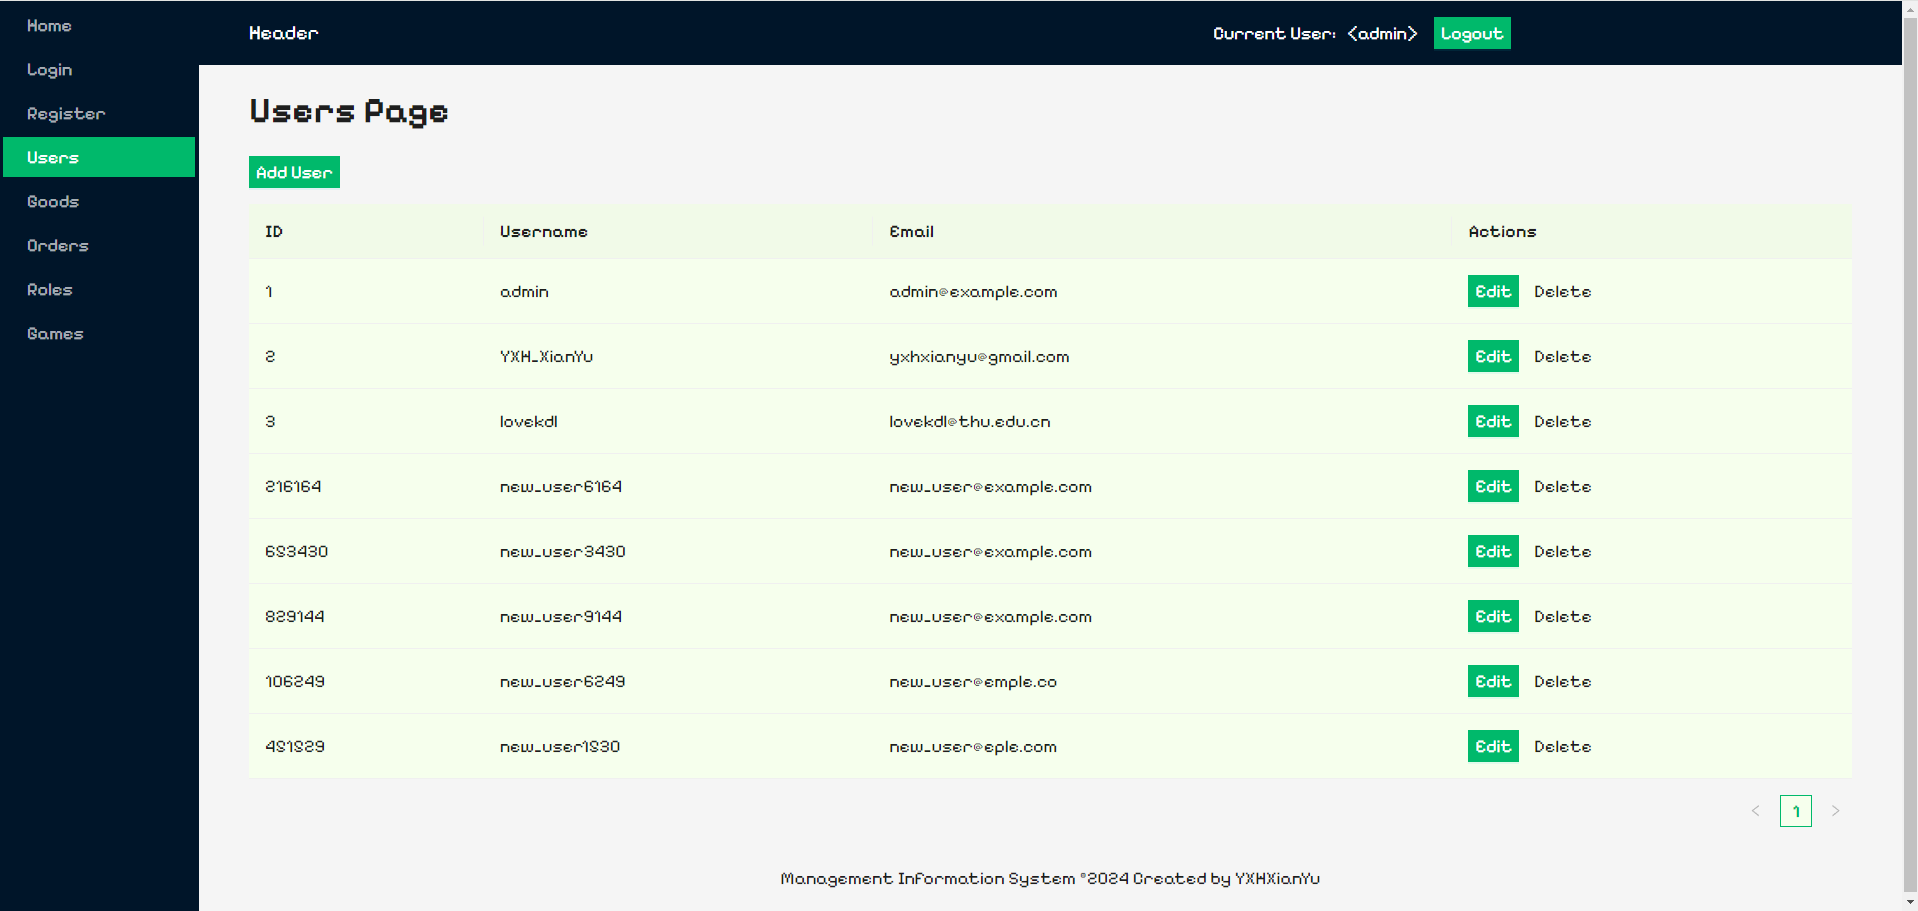 Home
Login
Register
Users
Goods
Orders
Roles
Games
Header
Current User: <admin> Logout
Users Page
Add User
ID Username Email Actions
1 admin admin@example.com Edit Delete
2 YXH_XianYu yxhxianyu@gmail.com Edit Delete
3 lovekdl lovekdl@thu.edu.cn Edit Delete
216164 new_user6164 new_user@example.com Edit Delete
653430 new_user3430 new_user@example.com Edit Delete
829144 new_user9144 new_user@example.com Edit Delete
106249 new_user6249 new_user@emple.co Edit Delete
451529 new_user1530 new_user@eple.com Edit Delete
< 1 >
Management Information System ©2024 Created by YXHXianYu